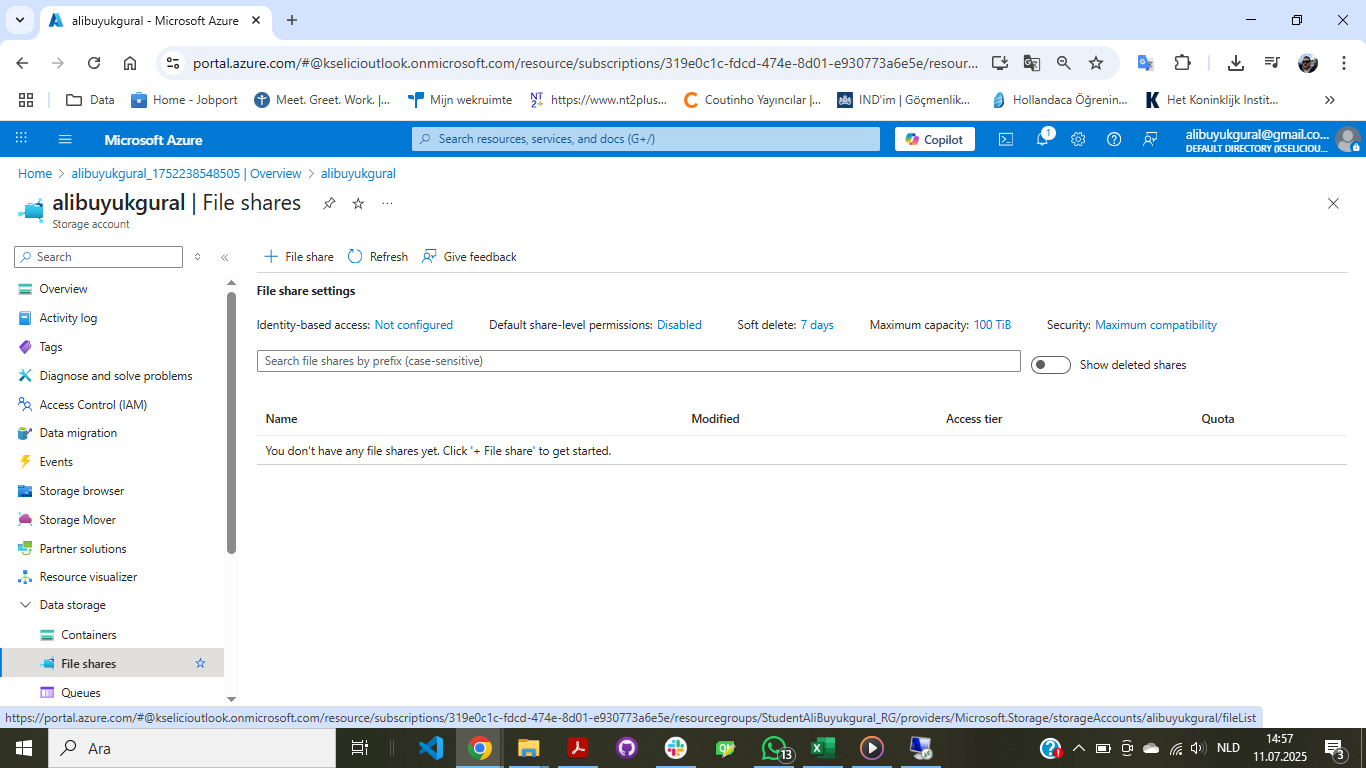 alibuyukgural - Microsoft Azure
portal.azure.com/#@kselicioutlook.onmicrosoft.com/resource/subscriptions/319e0c1c-fdcd-474e-8d01-e930773a6e5e/resour...
Data
Home - Jobport
Meet. Greet. Work. |...
Mijn wekruimte
NT2 https://www.nt2plus...
Coutinho Yayıncılar |...
IND'im | Göçmenlik...
Hollandaca Öğrenin...
Het Koninklijk Instit...
Microsoft Azure
Search resources, services, and docs (G+/)
Copilot
1
alibuyukgural@gmail.co...
DEFAULT DIRECTORY (KSELICIOU...
Home > alibuyukgural_1752238548505 | Overview > alibuyukgural
alibuyukgural | File shares
Storage account
Search
File share
Refresh
Give feedback
Overview
Activity log
Tags
Diagnose and solve problems
Access Control (IAM)
Data migration
Events
Storage browser
Storage Mover
Partner solutions
Resource visualizer
Data storage
Containers
File shares
Queues
File share settings
Identity-based access: Not configured
Default share-level permissions: Disabled
Soft delete: 7 days
Maximum capacity: 100 TiB
Security: Maximum compatibility
Search file shares by prefix (case-sensitive)
Show deleted shares
Name Modified Access tier Quota
You don't have any file shares yet. Click '+ File share' to get started.
https://portal.azure.com/#@kselicioutlook.onmicrosoft.com/resource/subscriptions/319e0c1c-fdcd-474e-8d01-e930773a6e5e/resourcegroups/StudentAliBuyukgural_RG/providers/Microsoft.Storage/storageAccounts/alibuyukgural/fileList
Ara
13
NLD
14:57
11.07.2025
3